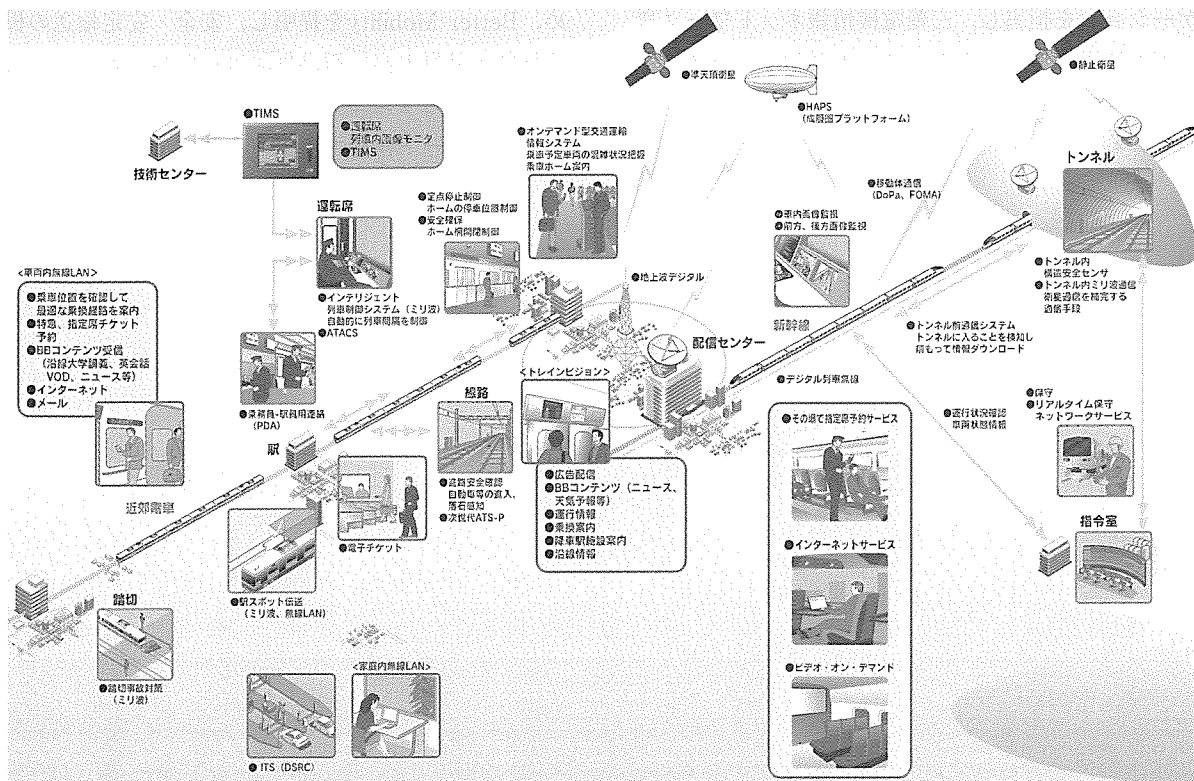 準天頂衛星
静止衛星
HAPS
(成層圏プラットフォーム)
TIMS
運転席
列車内画像モニタ
TIMS
技術センター
オンデマンド型交通運輸
情報システム
乗車予定車両の混雑状況把握
乗車ホーム案内
トンネル
移動体通信
(DoPa、FOMA)
運転席
定点停止制御
ホームの停車位置制御
安全確保
ホーム柵開閉制御
車内画像監視
前方、後方画像監視
<車両内無線LAN>
乗車位置を確認して
最適な乗換経路を案内
特急、指定席チケット
予約
BBコンテンツ受信
(沿線大学講義、英会話
VOD、ニュース等)
インターネット
メール
インテリジェント
列車制御システム(ミリ波)
自動的に列車間隔を制御
ATACS
地上波デジタル
トンネル内
構造安全センサ
トンネル内ミリ波通信
衛星通信を補完する
通信手段
新幹線
配信センター
トンネル前通信システム
トンネルに入ることを検知し
前もって情報ダウンロード
<トレインビジョン>
デジタル列車無線
乗務員-駅員用連絡
(PDA)
線路
駅
その場で指定席予約サービス
運行状況確認
車両状態情報
保守
リアルタイム保守
ネットワークサービス
近郊電車
電子チケット
線路安全確認
自動車等の進入、
落石感知
次世代ATS-P
広告配信
BBコンテンツ(ニュース、
天気予報等)
運行情報
乗換案内
降車駅施設案内
沿線情報
指令室
インターネットサービス
踏切
駅スポット伝送
(ミリ波、無線LAN)
踏切事故対策
(ミリ波)
<家庭内無線LAN>
ビデオ・オン・デマンド
ITS(DSRC)